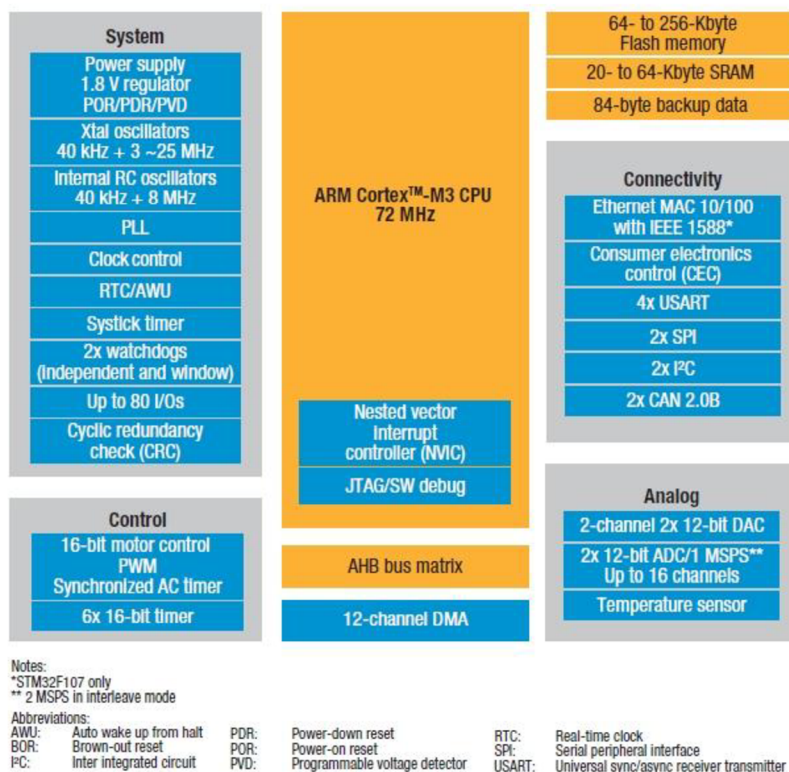 System
Power supply
1.8 V regulator
POR/PDR/PVD
Xtal oscillators
40 kHz + 3 ~25 MHz
Internal RC oscillators
40 kHz + 8 MHz
PLL
Clock control
RTC/AWU
Systick timer
2x watchdogs
(independent and window)
Up to 80 I/Os
Cyclic redundancy
check (CRC)
Control
16-bit motor control
PWM
Synchronized AC timer
6x 16-bit timer
ARM Cortex™-M3 CPU
72 MHz
Nested vector
interrupt
controller (NVIC)
JTAG/SW debug
AHB bus matrix
12-channel DMA
64- to 256-Kbyte
Flash memory
20- to 64-Kbyte SRAM
84-byte backup data
Connectivity
Ethernet MAC 10/100
with IEEE 1588*
Consumer electronics
control (CEC)
4x USART
2x SPI
2x I²C
2x CAN 2.0B
Analog
2-channel 2x 12-bit DAC
2x 12-bit ADC/1 MSPS**
Up to 16 channels
Temperature sensor
Notes:
*STM32F107 only
** 2 MSPS in interleave mode
Abbreviations:
AWU: Auto wake up from halt
BOR: Brown-out reset
I²C: Inter integrated circuit
PDR: Power-down reset
POR: Power-on reset
PVD: Programmable voltage detector
RTC: Real-time clock
SPI: Serial peripheral interface
USART: Universal sync/async receiver transmitter